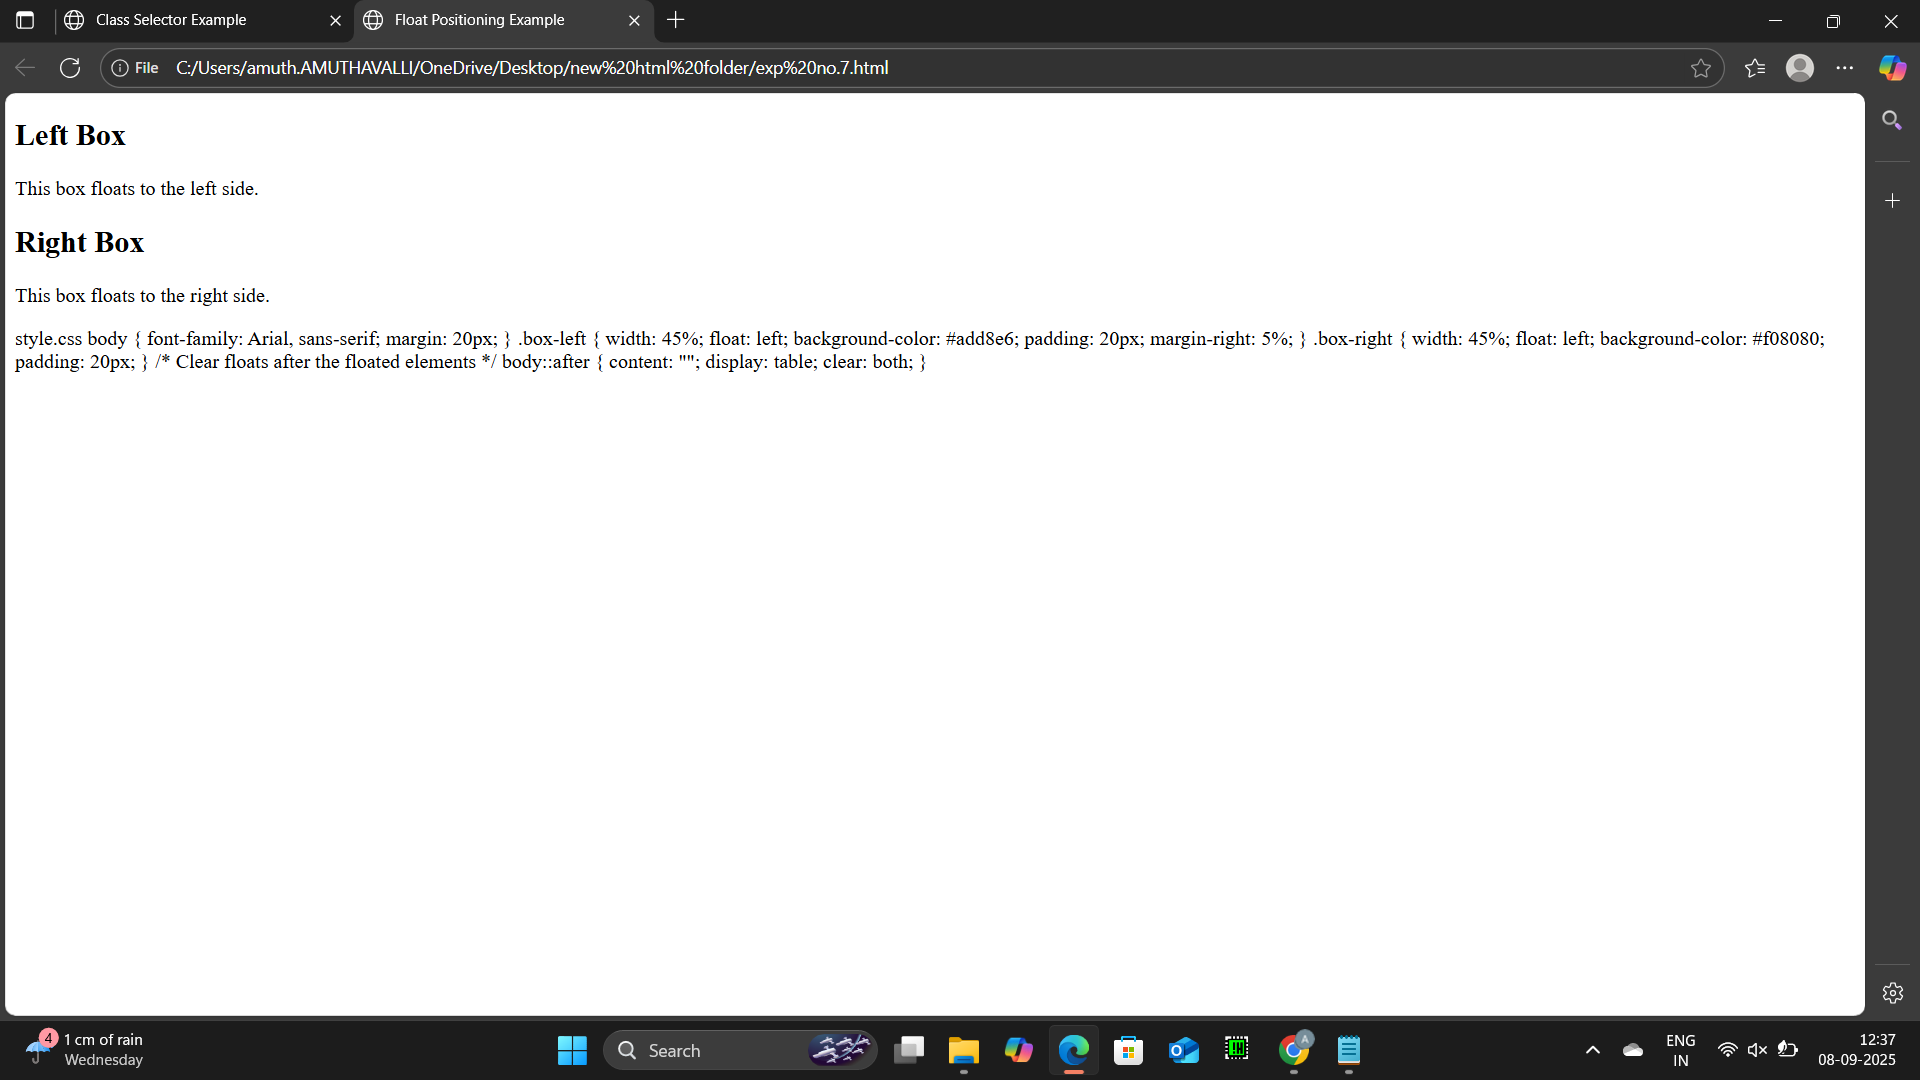 Class Selector Example
Float Positioning Example
File C:/Users/amuth.AMUTHAVALLI/OneDrive/Desktop/new%20html%20folder/exp%20no.7.html
Left Box
This box floats to the left side.
Right Box
This box floats to the right side.
style.css body { font-family: Arial, sans-serif; margin: 20px; } .box-left { width: 45%; float: left; background-color: #add8e6; padding: 20px; margin-right: 5%; } .box-right { width: 45%; float: left; background-color: #f08080;
padding: 20px; } /* Clear floats after the floated elements */ body::after { content: ""; display: table; clear: both; }
4
1 cm of rain
Wednesday
Search
A
ENG
IN
12:37
08-09-2025